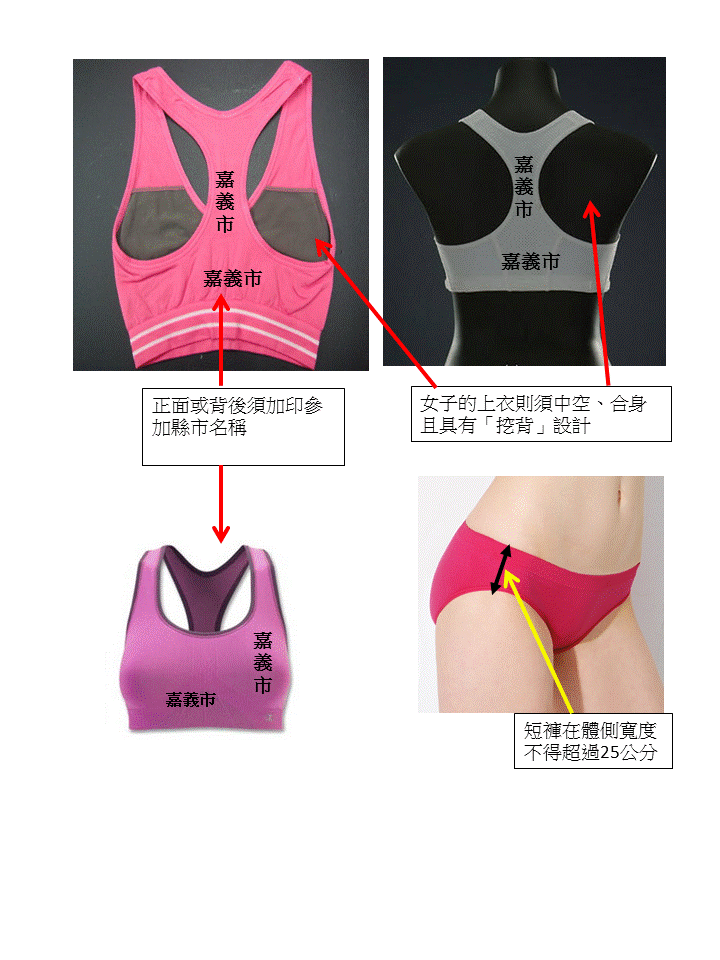 嘉義市
嘉義市
嘉義市
嘉義市
正面或背後須加印參
加縣市名稱
女子的上衣則須中空、合身
且具有「挖背」設計
嘉義市
嘉義市
短褲在體側寬度
不得超過25公分